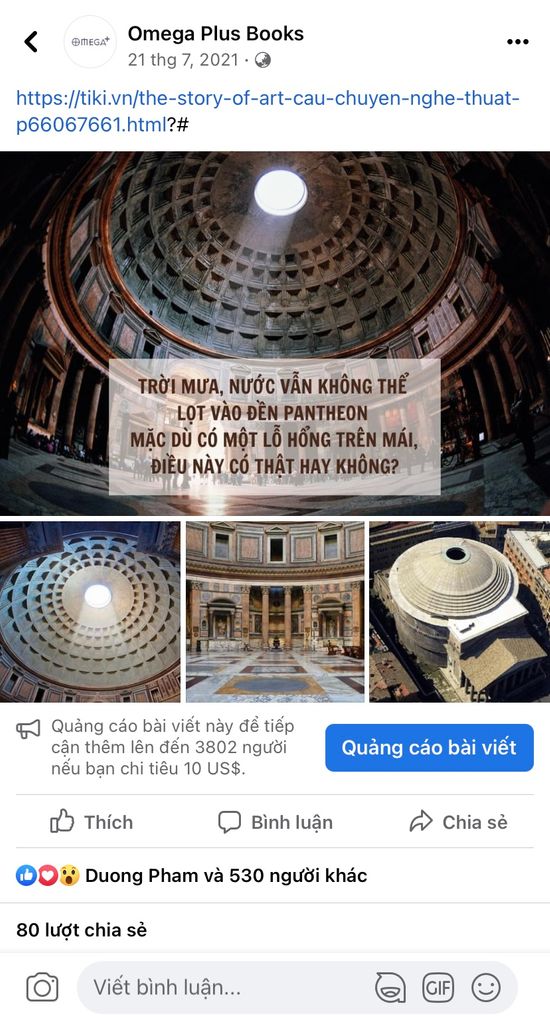 OMEGA+
Omega Plus Books
21 thg 7, 2021 ·
https://tiki.vn/the-story-of-art-cau-chuyen-nghe-thuat-
p66067661.html?#
TRỜI MƯA, NƯỚC VẪN KHÔNG THỂ
LỌT VÀO ĐỀN PANTHEON
MẶC DÙ CÓ MỘT LỖ HỔNG TRÊN MÁI,
ĐIỀU NÀY CÓ THẬT HAY KHÔNG?
Quảng cáo bài viết này để tiếp
cận thêm lên đến 3802 người
nếu bạn chi tiêu 10 US$.
Quảng cáo bài viết
Thích
Bình luận
Chia sẻ
Duong Pham và 530 người khác
80 lượt chia sẻ
Viết bình luận...
GIF